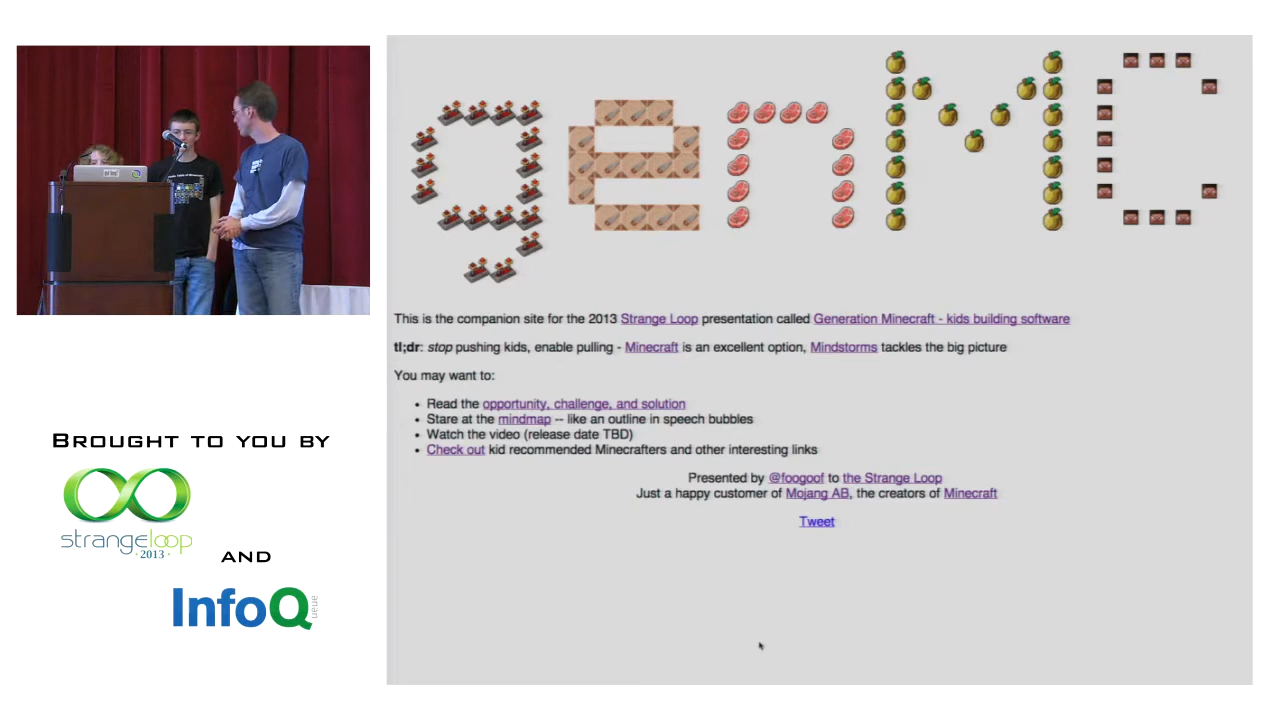 genMC
This is the companion site for the 2013 Strange Loop presentation called Generation Minecraft - kids building software
tl;dr: stop pushing kids, enable pulling - Minecraft is an excellent option, Mindstorms tackles the big picture
You may want to:
• Read the opportunity, challenge, and solution
• Stare at the mindmap -- like an outline in speech bubbles
• Watch the video (release date TBD)
• Check out kid recommended Minecrafters and other interesting links
Presented by @foogoof to the Strange Loop
Just a happy customer of Mojang AB, the creators of Minecraft
Tweet
BROUGHT TO YOU BY
strangeloop
·2013·
AND
InfoQ
queue